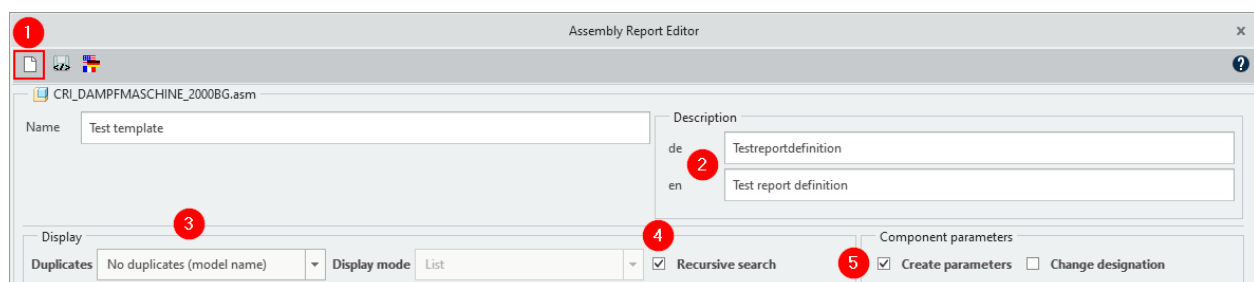 1
Assembly Report Editor
x
</>
?
CRI_DAMPFMASCHINE_2000BG.asm
Name Test template
Description
de Testreportdefinition
2
en Test report definition
3
4
Display
Component parameters
Duplicates No duplicates (model name) Display mode List Recursive search 5 Create parameters Change designation